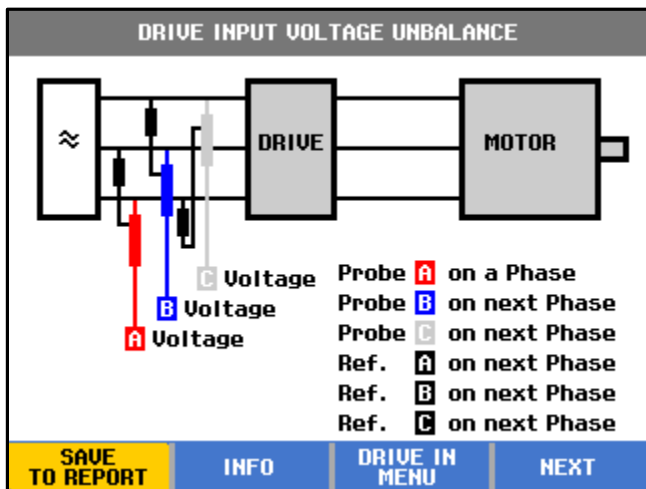 DRIVE INPUT VOLTAGE UNBALANCE
≈
DRIVE
MOTOR
C Voltage
B Voltage
A Voltage
Probe A on a Phase
Probe B on next Phase
Probe C on next Phase
Ref. A on next Phase
Ref. B on next Phase
Ref. C on next Phase
SAVE
TO REPORT
INFO
DRIVE IN
MENU
NEXT